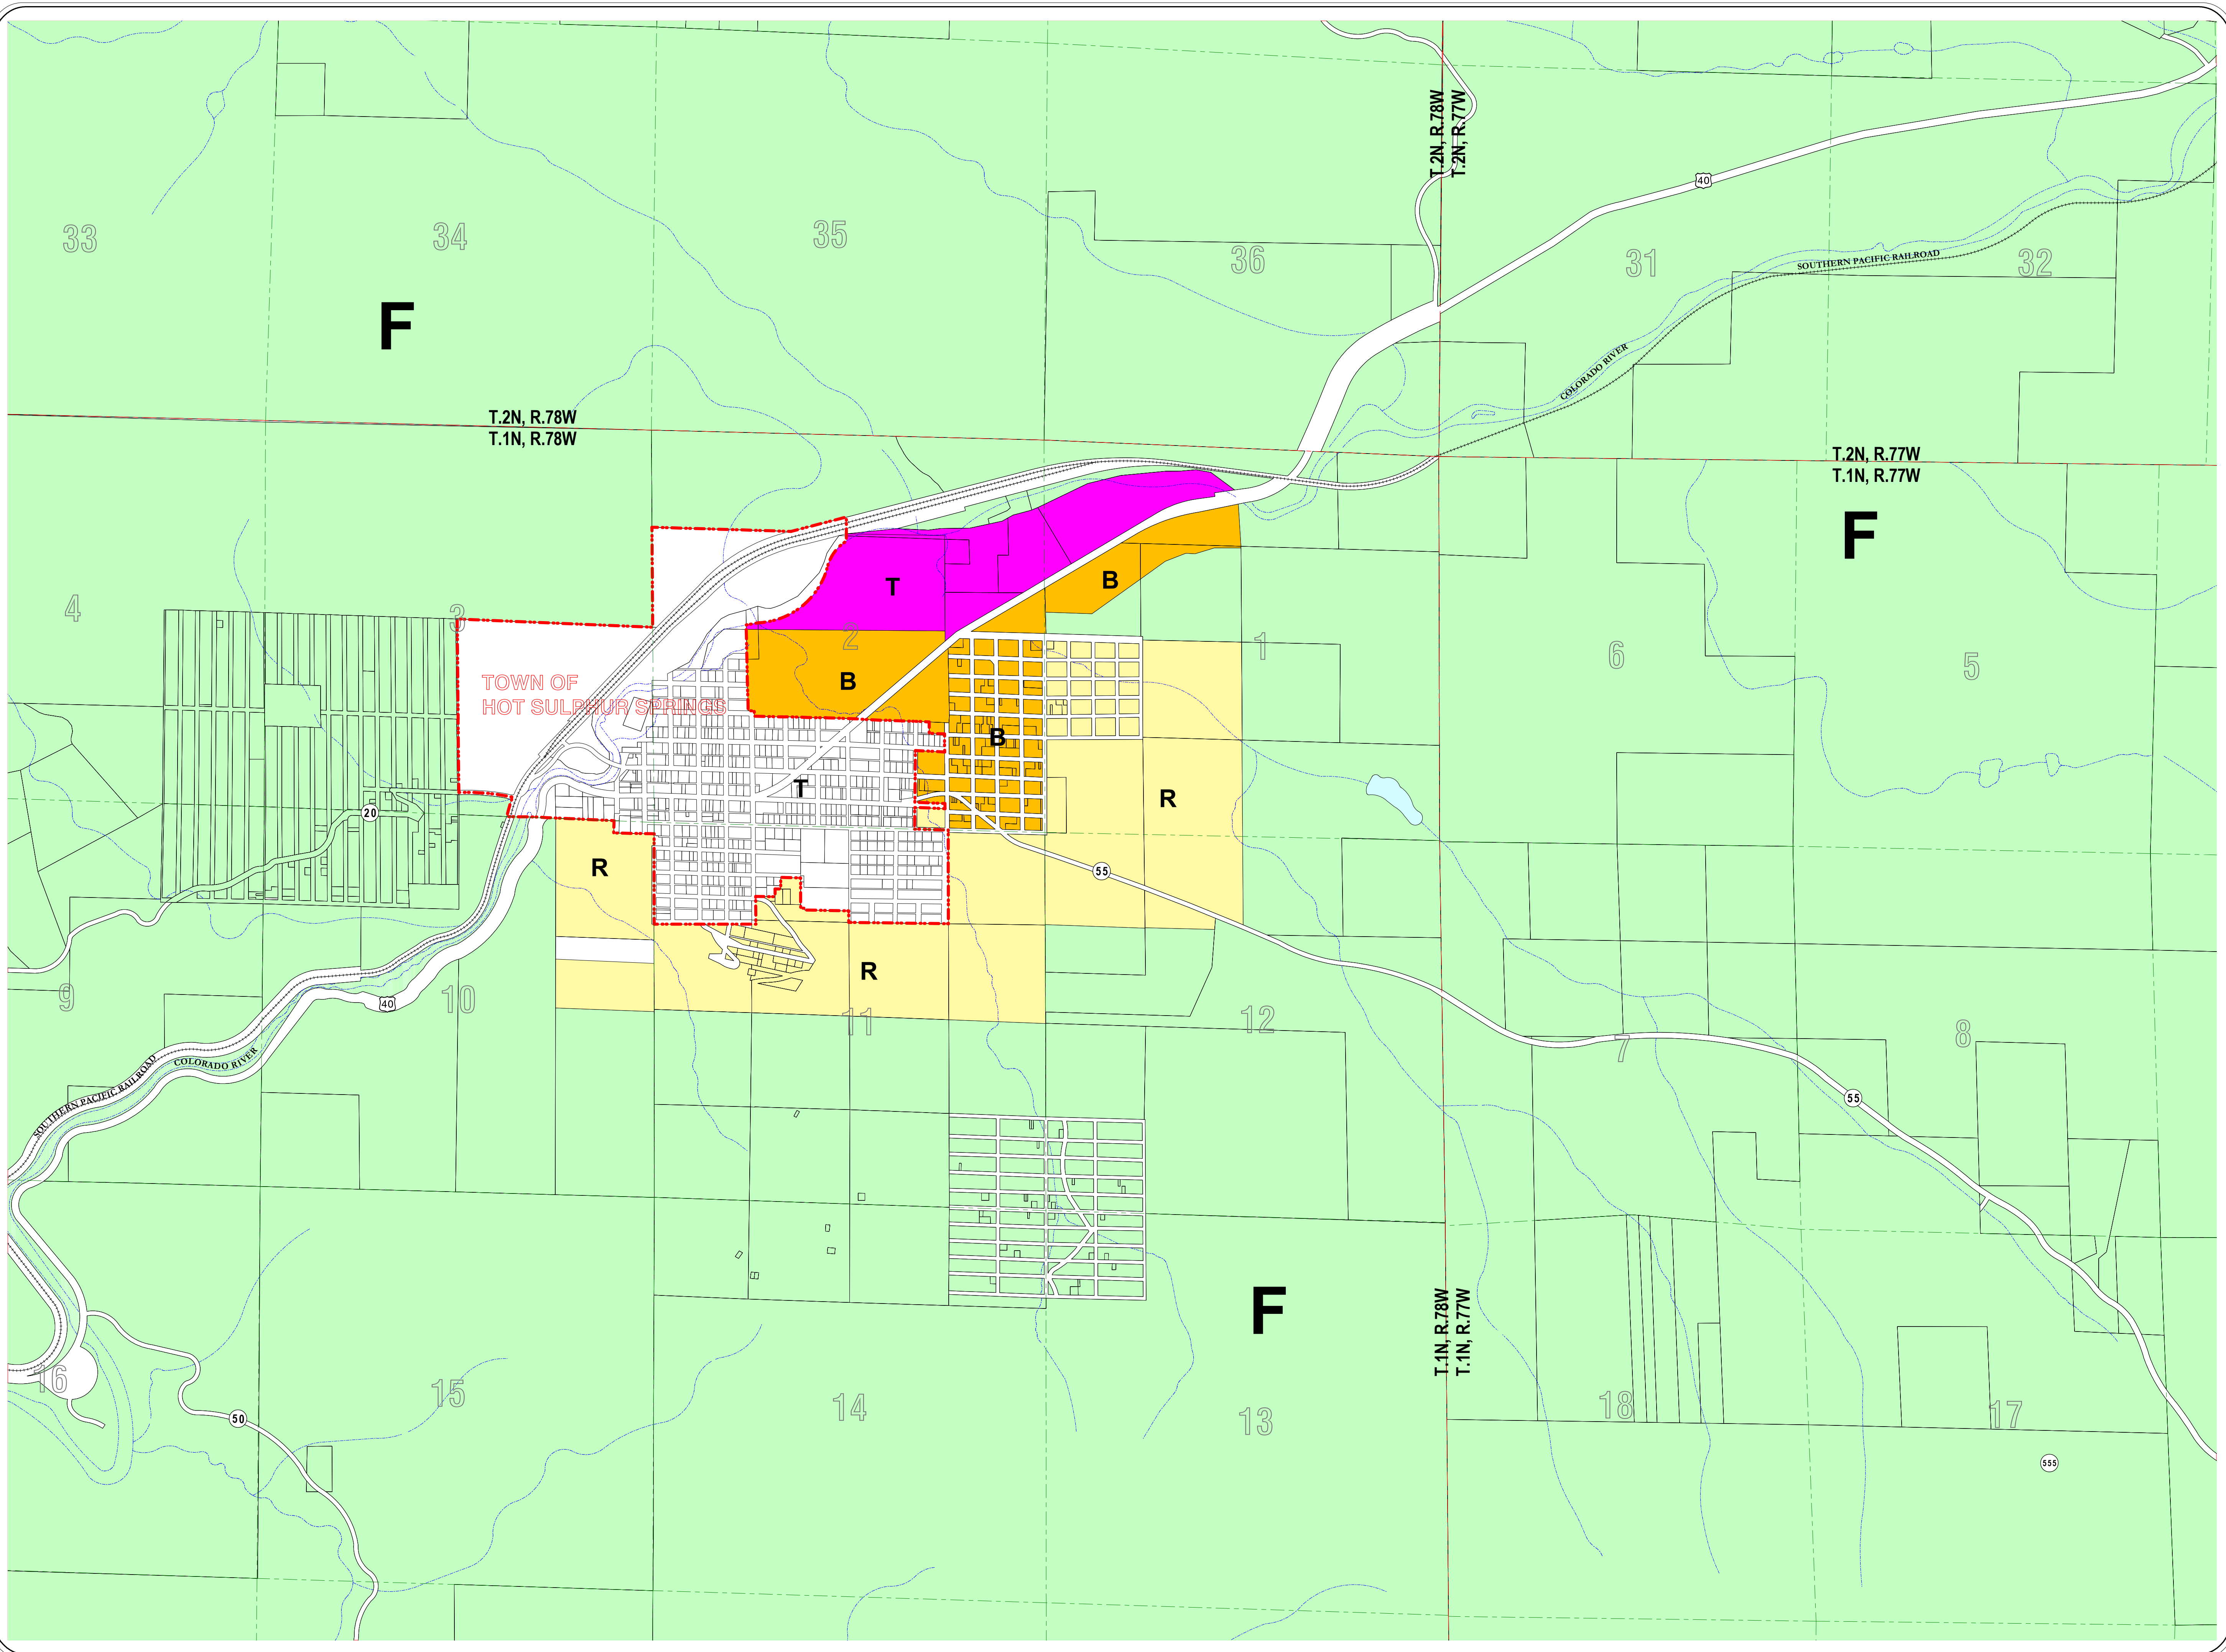 T.2N, R.78W
T.2N, R.77W
40
33
34
35
36
31
32
SOUTHERN PACIFIC RAILROAD
F
COLORADO RIVER
T.2N, R.78W
T.1N, R.78W
T.2N, R.77W
T.1N, R.77W
F
T
B
4
3
2
1
6
5
TOWN OF
HOT SULPHUR SPRINGS
B
B
T
R
20
R
55
R
9
40
10
11
12
7
8
SOUTHERN PACIFIC RAILROAD
COLORADO RIVER
55
F
T.1N, R.78W
T.1N, R.77W
16
15
14
13
18
17
50
555